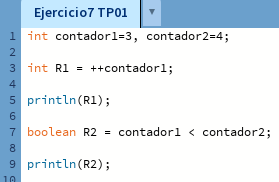 Ejercicio7 TP01 ▼
1 int contador1=3, contador2=4;
2
3 int R1 = ++contador1;
4
5 println(R1);
6
7 boolean R2 = contador1 < contador2;
8
9 println(R2);
10